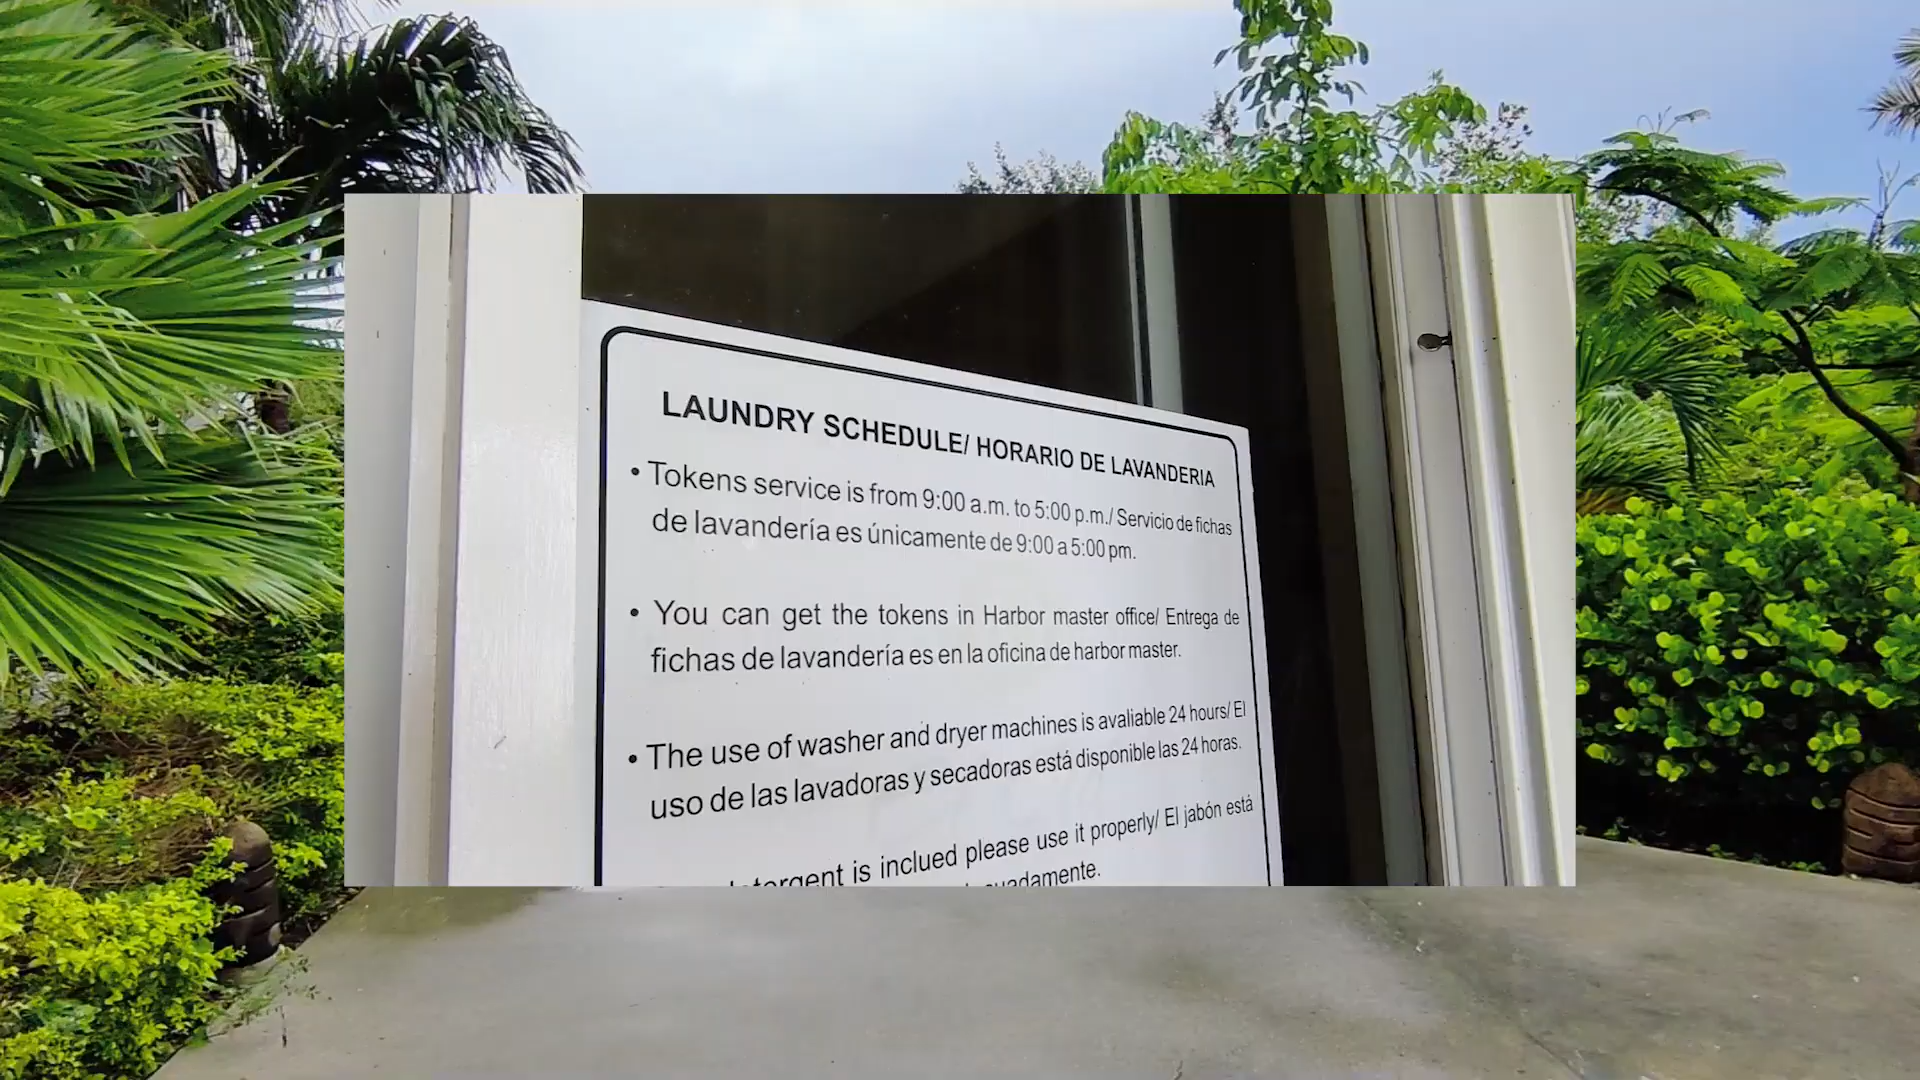 LAUNDRY SCHEDULE/ HORARIO DE LAVANDERIA
• Tokens service is from 9:00 a.m. to 5:00 p.m./ Servicio de fichas
de lavandería es únicamente de 9:00 a 5:00 pm.
• You can get the tokens in Harbor master office/ Entrega de
fichas de lavandería es en la oficina de harbor master.
• The use of washer and dryer machines is avaliable 24 hours/ El
uso de las lavadoras y secadoras está disponible las 24 horas.
is inclued please use it properly/ El jabón está